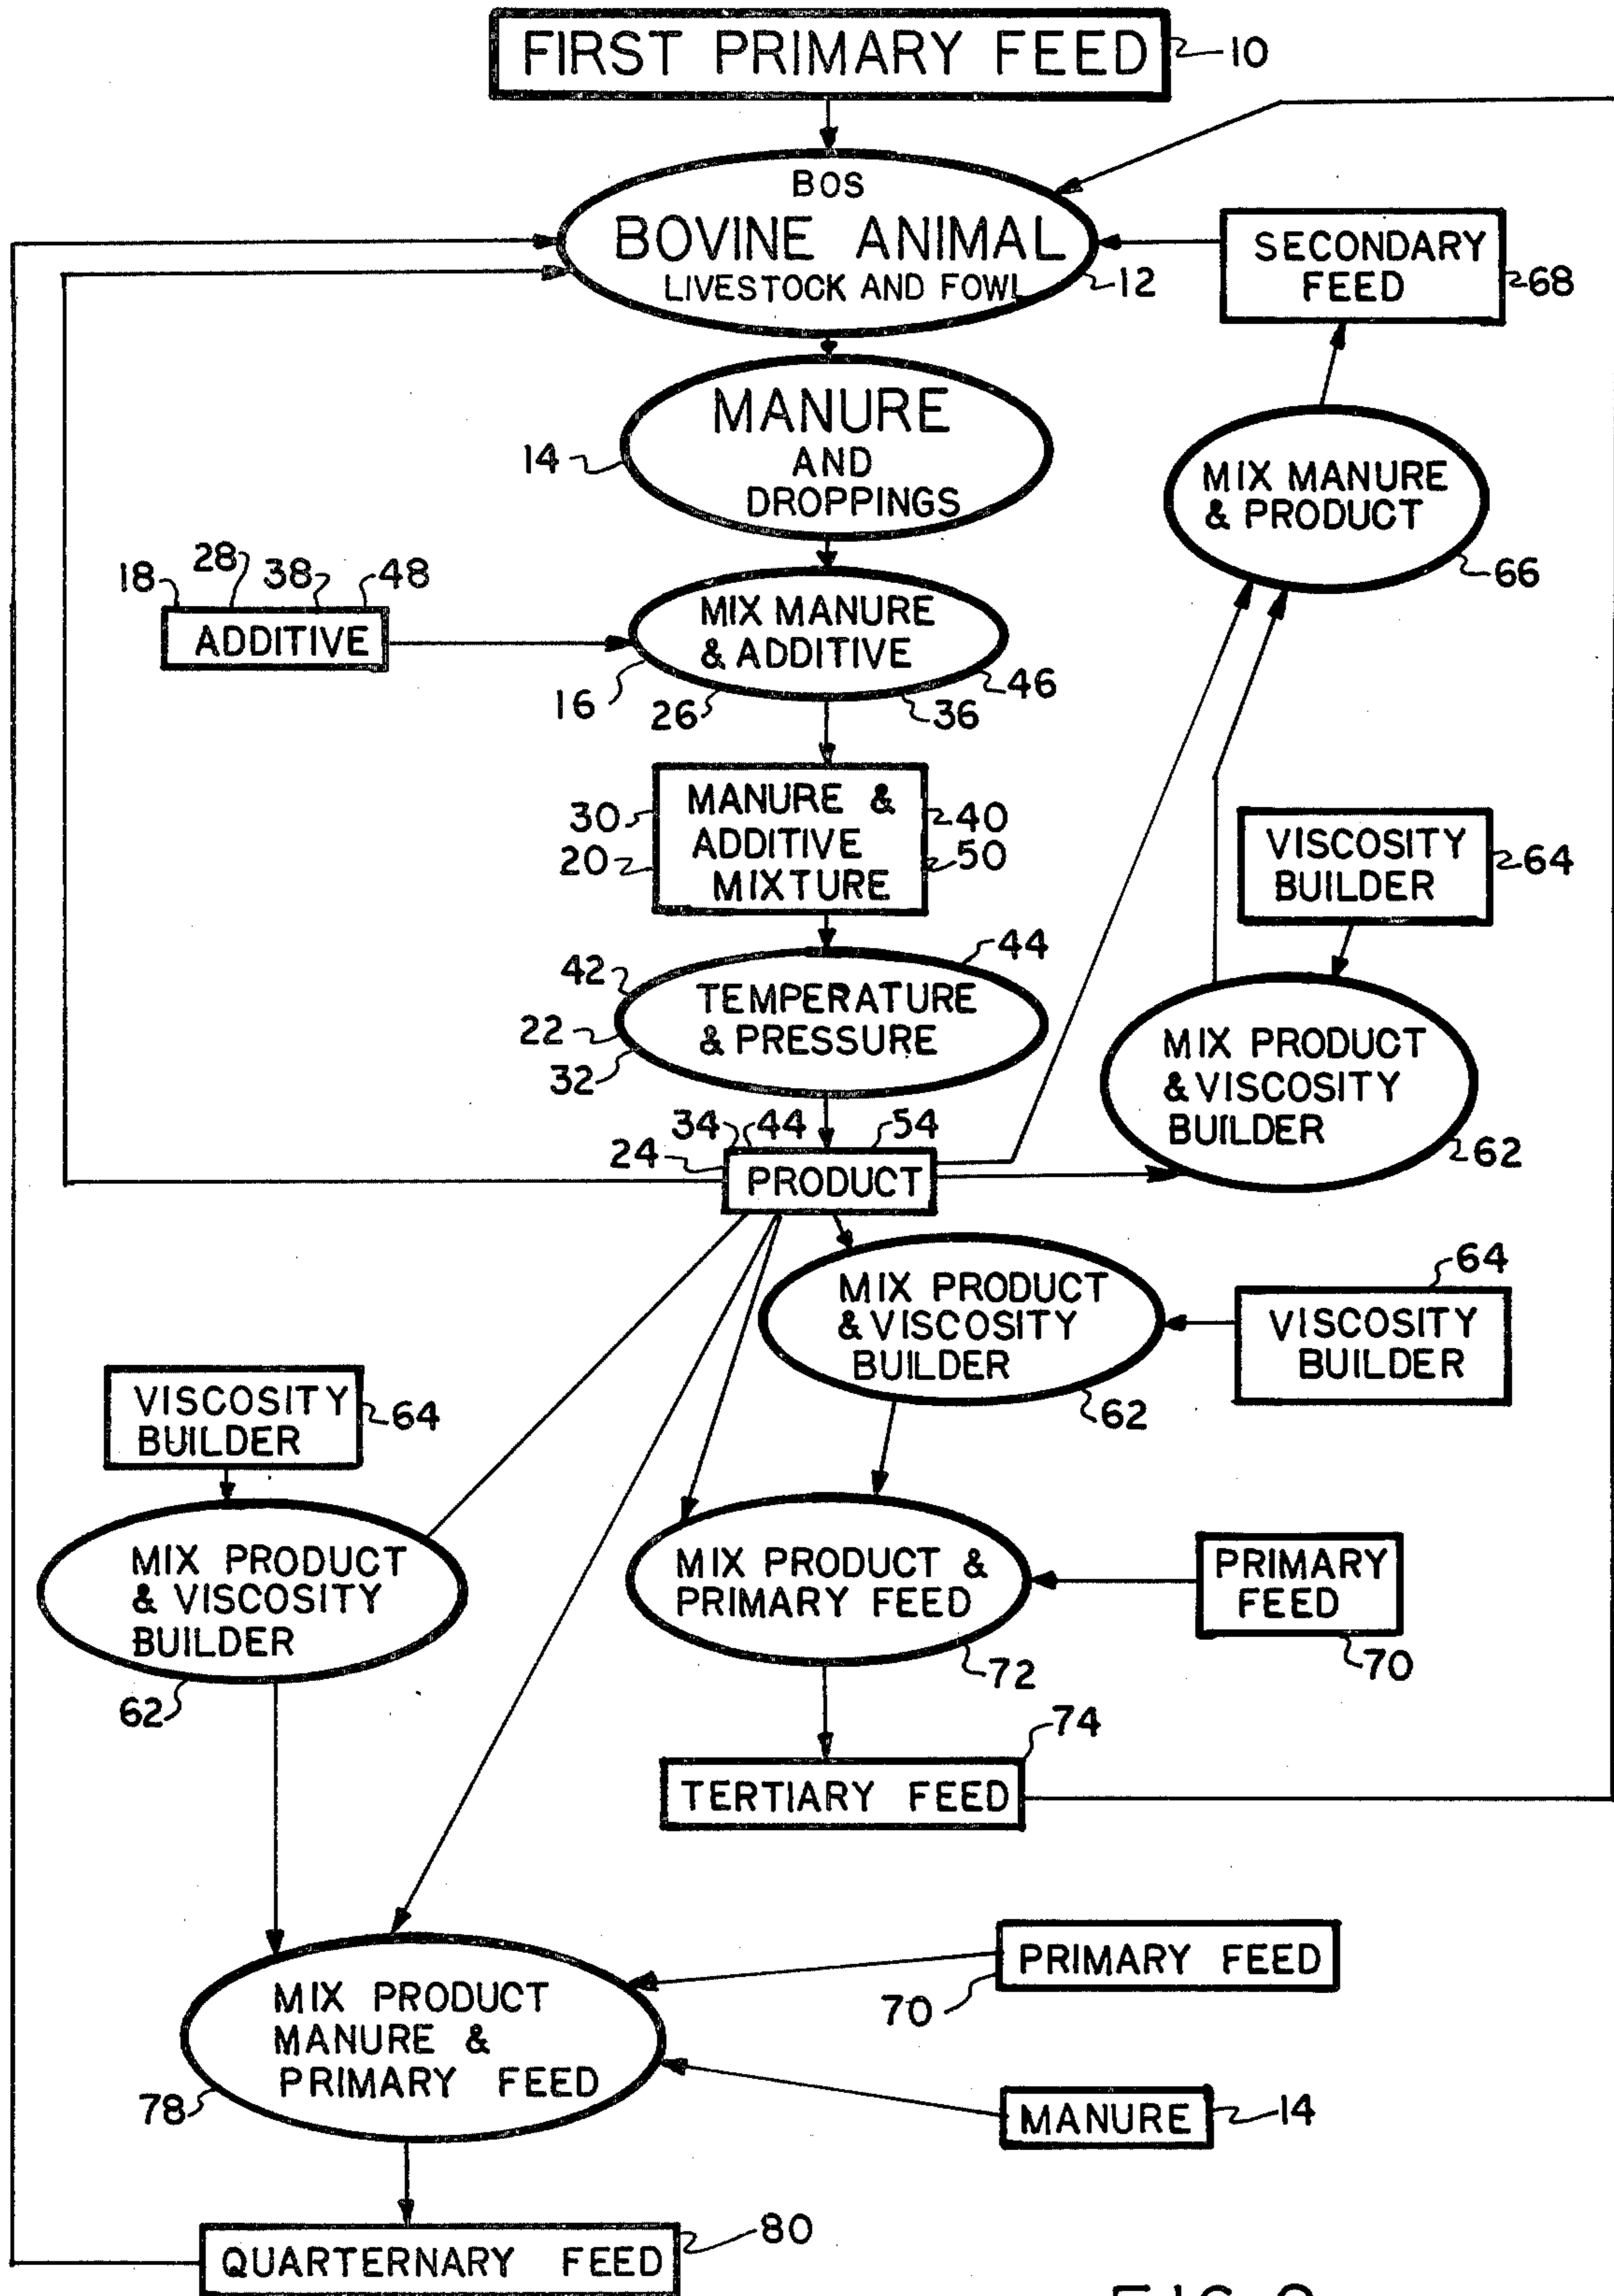 FIRST PRIMARY FEED
10
BOS
BOVINE ANIMAL
LIVESTOCK AND FOWL
12
SECONDARY
FEED
68
MANURE
AND
DROPPINGS
14
MIX MANURE
& PRODUCT
66
18
28
38
48
ADDITIVE
MIX MANURE
& ADDITIVE
16
26
36
46
MANURE &
ADDITIVE
MIXTURE
30
20
40
50
VISCOSITY
BUILDER
64
TEMPERATURE
& PRESSURE
42
22
32
44
MIX PRODUCT
& VISCOSITY
BUILDER
62
34
44
54
24
PRODUCT
MIX PRODUCT
& VISCOSITY
BUILDER
62
64
VISCOSITY
BUILDER
VISCOSITY
BUILDER
64
MIX PRODUCT
& VISCOSITY
BUILDER
62
MIX PRODUCT &
PRIMARY FEED
72
PRIMARY
FEED
70
74
TERTIARY FEED
MIX PRODUCT
MANURE &
PRIMARY FEED
78
PRIMARY FEED
70
MANURE
14
QUARTERNARY FEED
80